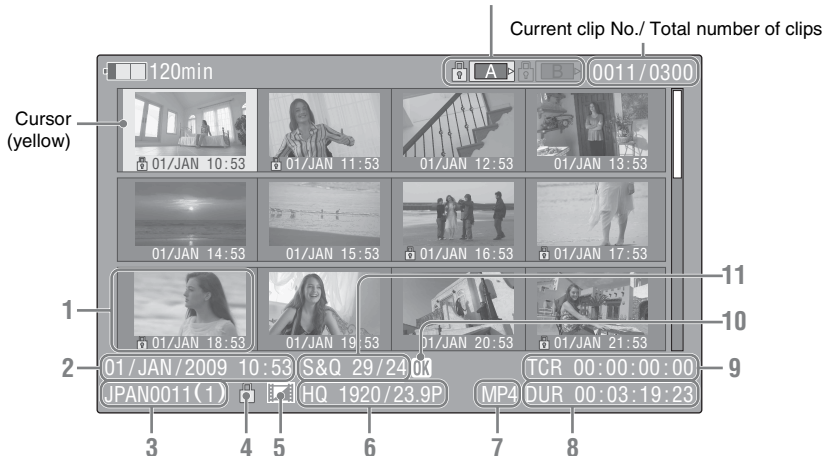 Current clip No./ Total number of clips
120min
A
B
0011/0300
Cursor
(yellow)
01/JAN 10:53
01/JAN 11:53
01/JAN 12:53
01/JAN 13:53
01/JAN 14:53
01/JAN 15:53
01/JAN 16:53
01/JAN 17:53
01/JAN 18:53
01/JAN 19:53
01/JAN 20:53
01/JAN 21:53
1
11
10
2
01/JAN/2009 10:53
S&Q 29/24
OK
TCR 00:00:00:00
9
JPAN0011(1)
HQ 1920/23.9P
MP4
DUR 00:03:19:23
3
4
5
6
7
8